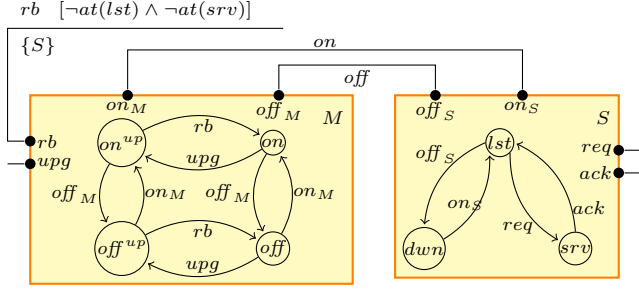 rb [¬at(lst) ∧ ¬at(srv)]
{S}
on
off
on_M off_M M
off_S on_S S
rb
upg
on^up rb on
upg
off_M on_M off_M on_M
off^up rb off
upg
lst
off_S on_S
req ack
dwn srv
req
ack